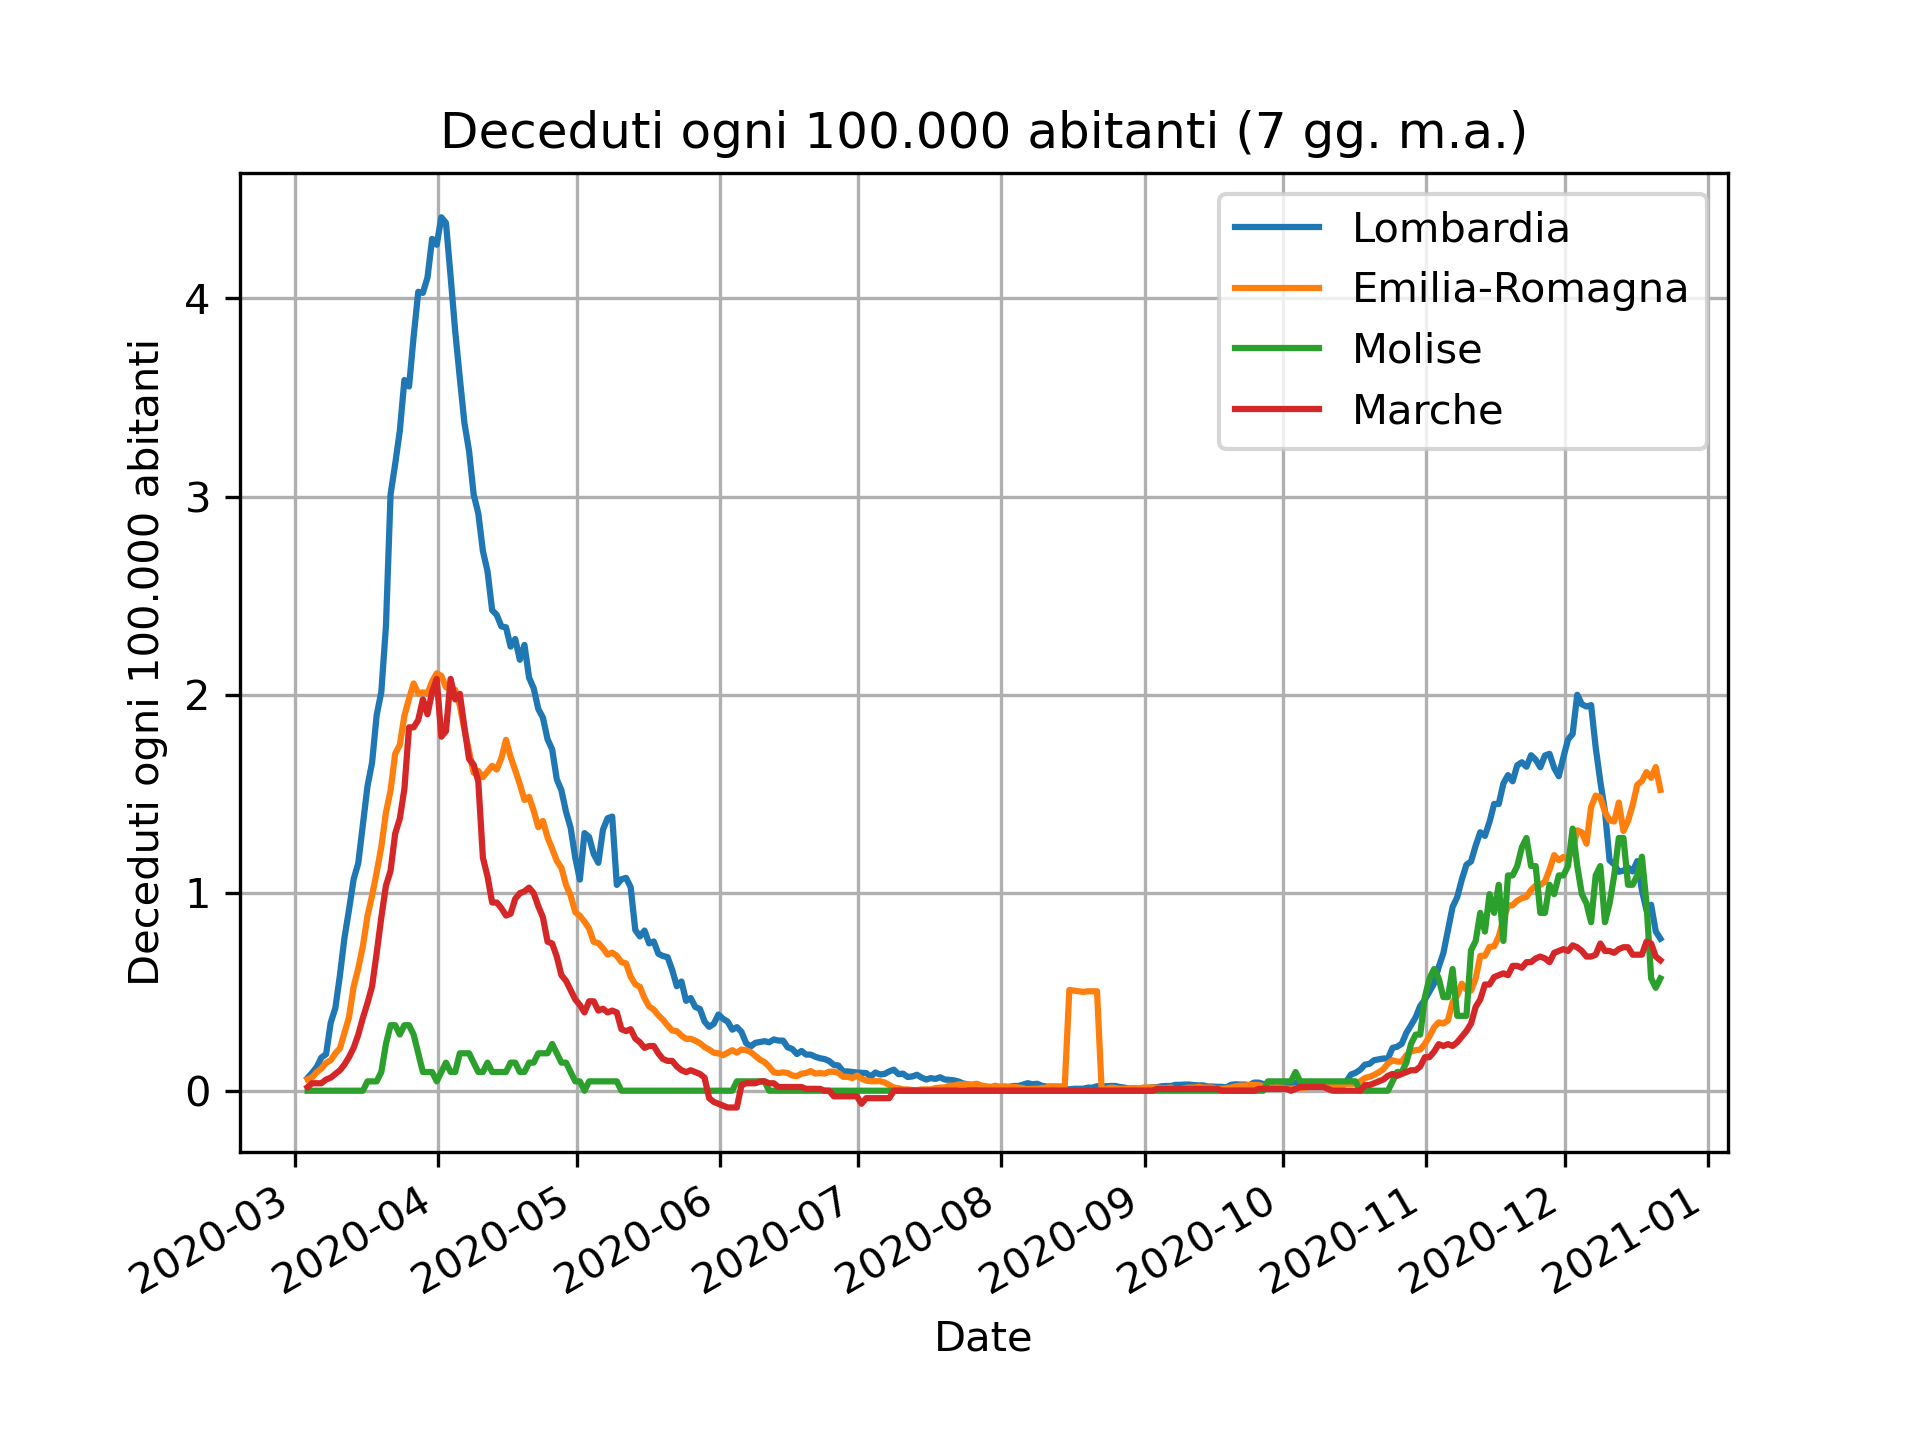 Deceduti ogni 100.000 abitanti (7 gg. m.a.)
Lombardia
Emilia-Romagna
Molise
Marche
Deceduti ogni 100.000 abitanti
4
3
2
1
0
2020-03
2020-04
2020-05
2020-06
2020-07
2020-08
2020-09
2020-10
2020-11
2020-12
2021-01
Date